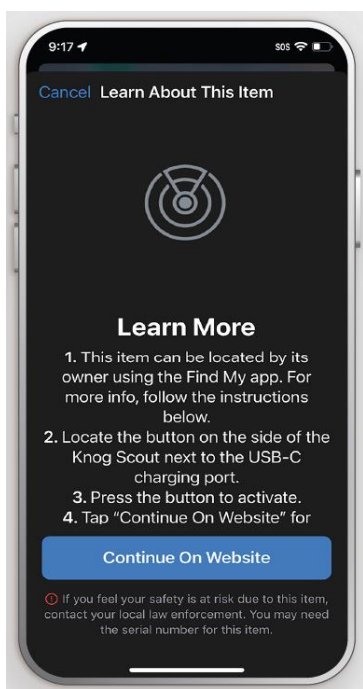 9:17
SOS
Cancel Learn About This Item
Learn More
1. This item can be located by its
owner using the Find My app. For
more info, follow the instructions
below.
2. Locate the button on the side of the
Knog Scout next to the USB-C
charging port.
3. Press the button to activate.
4. Tap "Continue On Website" for
Continue On Website
If you feel your safety is at risk due to this item,
contact your local law enforcement. You may need
the serial number for this item.